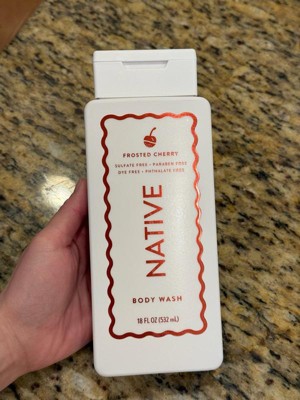 FROSTED CHERRY
SULFATE FREE • PARABEN FREE
DYE FREE • PHTHALATE FREE
NATIVE
BODY WASH
18 FL OZ (532 mL)